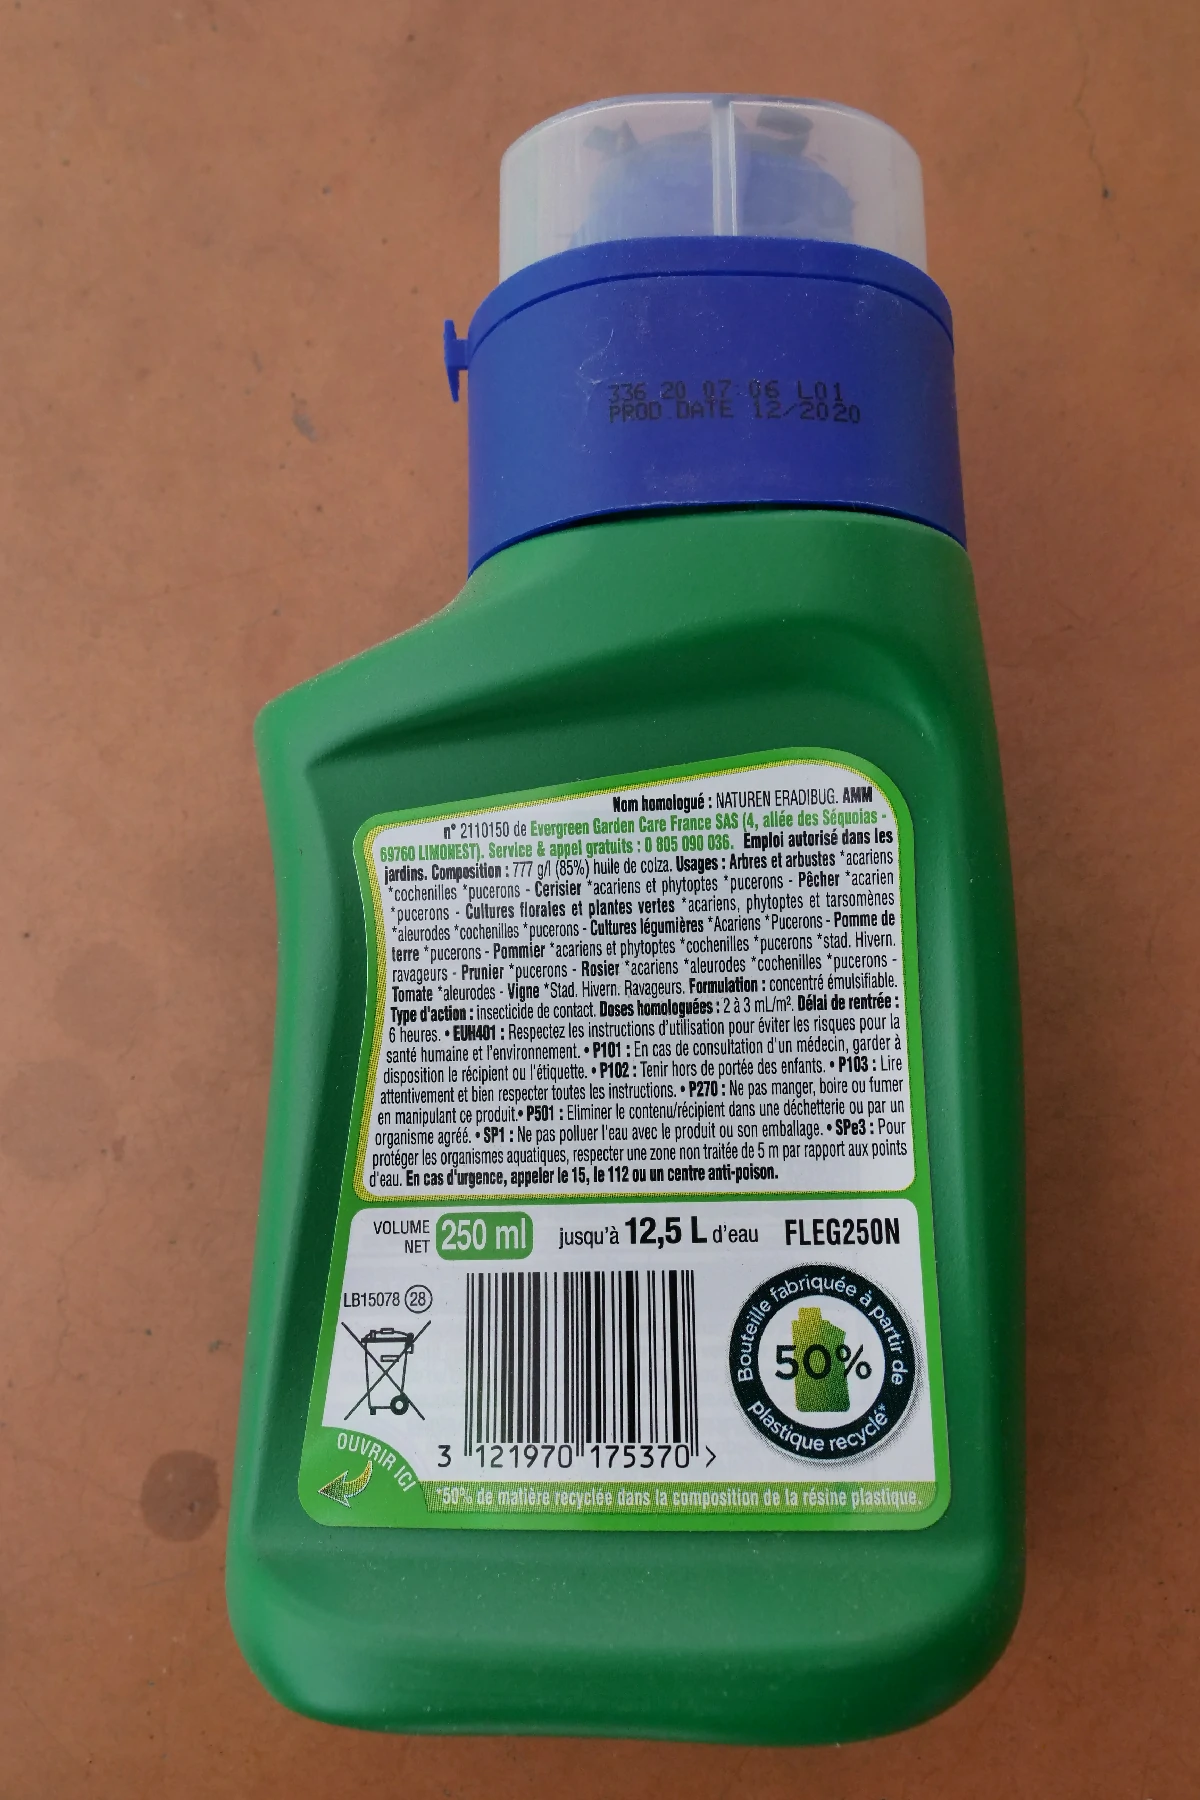 336 20 07:06 L01
PROD.DATE 12/2020
Nom homologué : NATUREN ERADIBUG. AMM
n° 2110150 de Evergreen Garden Care France SAS (4, allée des Séquoias -
69760 LIMONEST). Service & appel gratuits : 0 805 090 036. Emploi autorisé dans les
jardins. Composition : 777 g/l (85%) huile de colza. Usages : Arbres et arbustes *acariens
*cochenilles *pucerons - Cerisier *acariens et phytoptes *pucerons - Pêcher *acarien
*pucerons - Cultures florales et plantes vertes *acariens, phytoptes et tarsomènes
*aleurodes *cochenilles *pucerons - Cultures légumières *Acariens *Pucerons - Pomme de
terre *pucerons - Pommier *acariens et phytoptes *cochenilles *pucerons *stad. Hivern.
ravageurs - Prunier *pucerons - Rosier *acariens *aleurodes *cochenilles *pucerons -
Tomate *aleurodes - Vigne *Stad. Hivern. Ravageurs. Formulation : concentré émulsifiable.
Type d'action : insecticide de contact. Doses homologuées : 2 à 3 mL/m². Délai de rentrée :
6 heures. • EUH401 : Respectez les instructions d'utilisation pour éviter les risques pour la
santé humaine et l'environnement. • P101 : En cas de consultation d'un médecin, garder à
disposition le récipient ou l'étiquette. • P102 : Tenir hors de portée des enfants. • P103 : Lire
attentivement et bien respecter toutes les instructions. • P270 : Ne pas manger, boire ou fumer
en manipulant ce produit.• P501 : Eliminer le contenu/récipient dans une déchetterie ou par un
organisme agréé. • SP1 : Ne pas polluer l'eau avec le produit ou son emballage. • SPe3 : Pour
protéger les organismes aquatiques, respecter une zone non traitée de 5 m par rapport aux points
d'eau. En cas d'urgence, appeler le 15, le 112 ou un centre anti-poison.
VOLUME
NET 250 ml jusqu'à 12,5 L d'eau FLEG250N
LB15078 28
Bouteille fabriquée à partir de
50%
plastique recyclé*
3 121970 175370 >
OUVRIR ICI
*50% de matière recyclée dans la composition de la résine plastique.